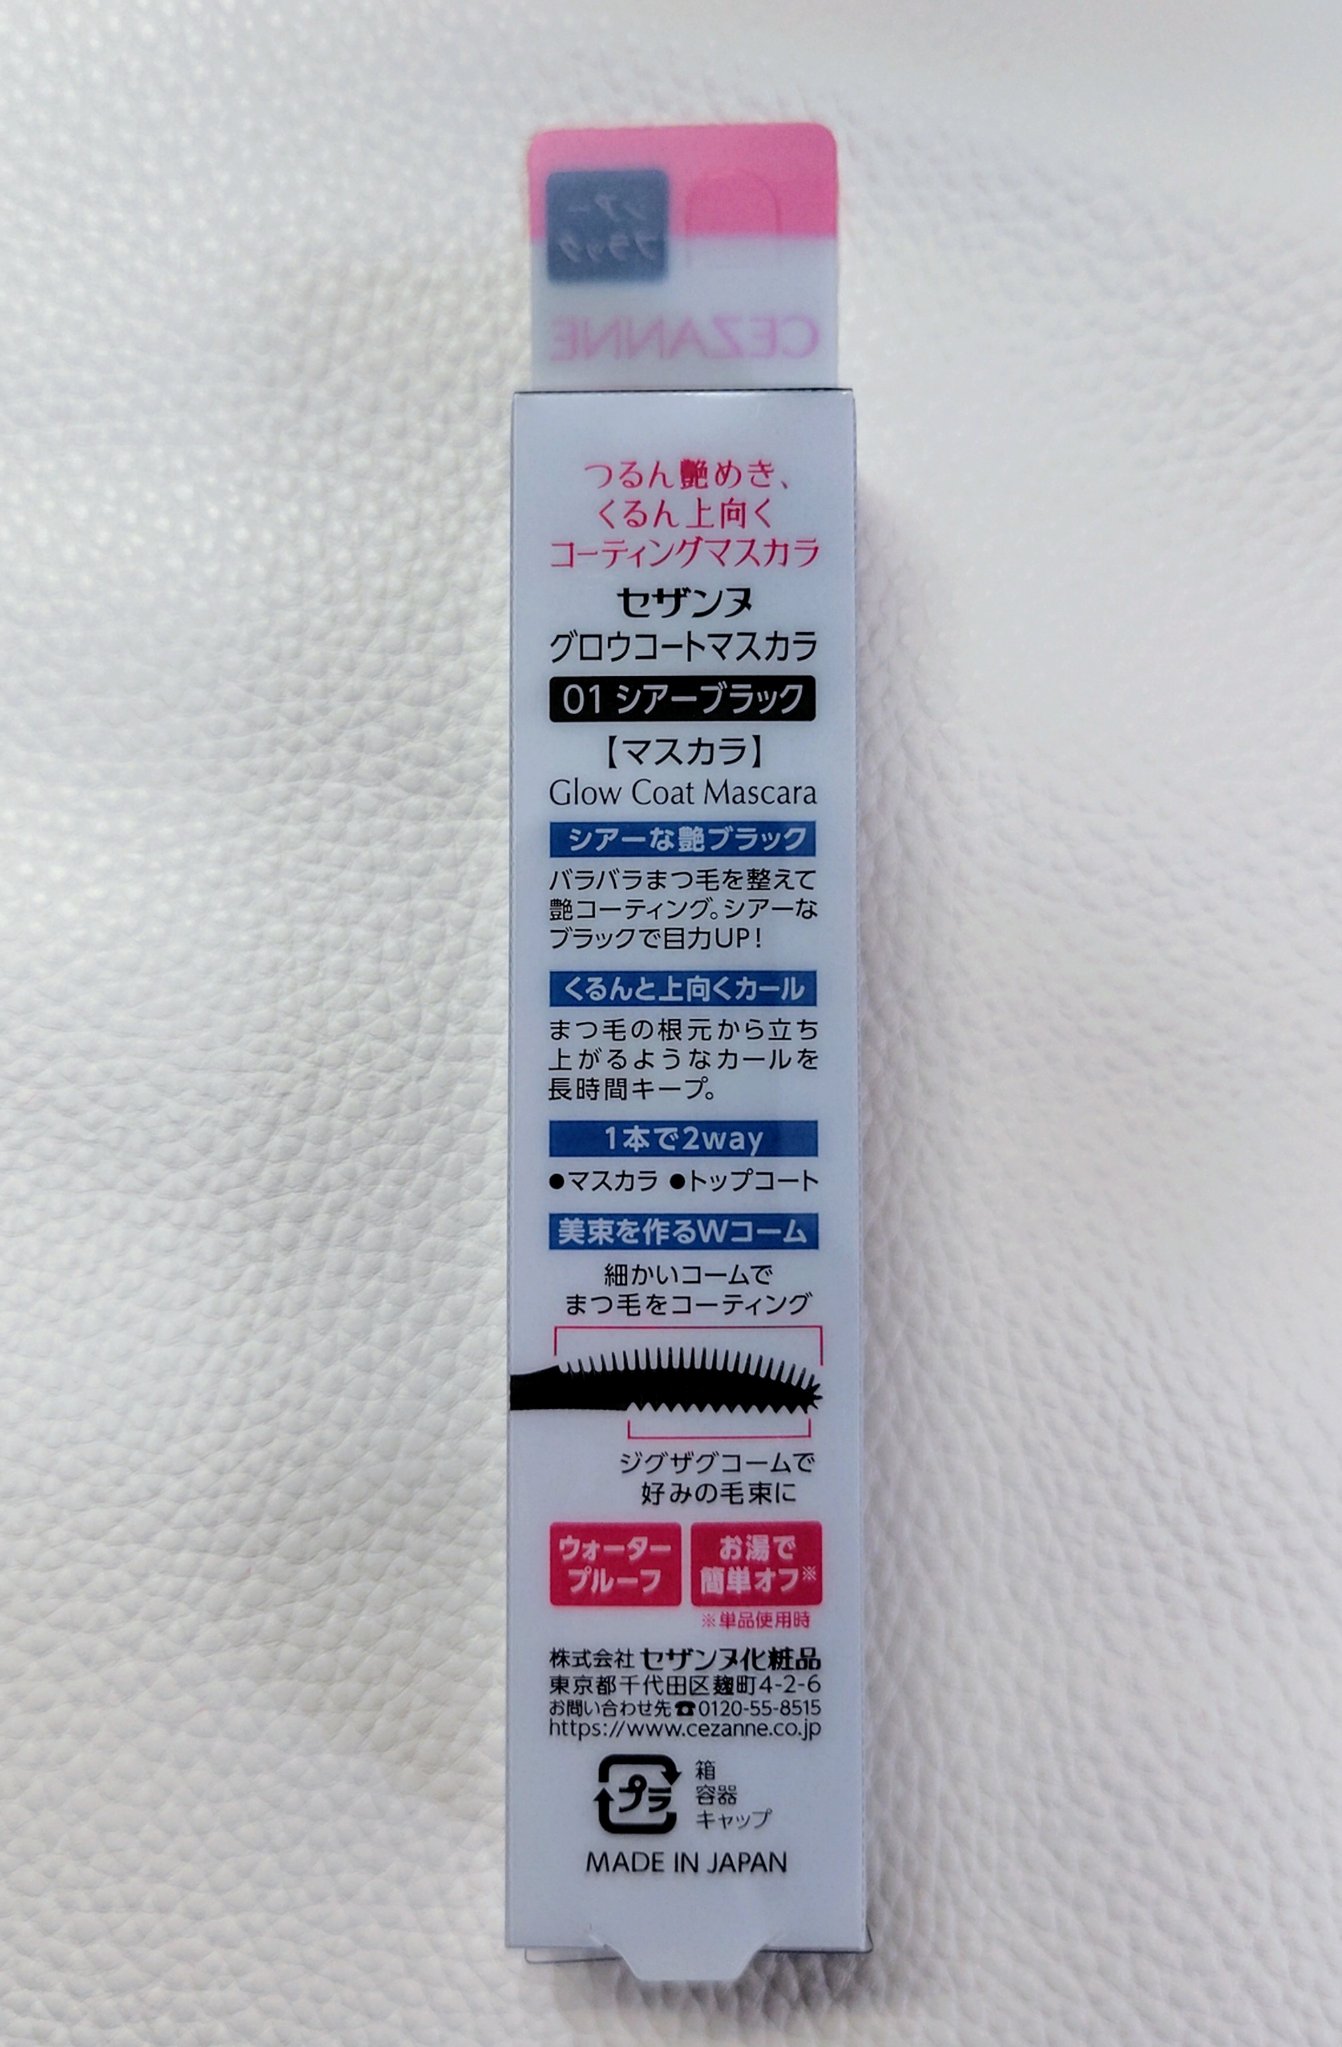 シアー
ブラック
CEZANNE
つるん艶めき、
くるん上向く
コーティングマスカラ
セザンヌ
グロウコートマスカラ
01 シアーブラック
【マスカラ】
Glow Coat Mascara
シアーな艶ブラック
バラバラまつ毛を整えて
艶コーティング。シアーな
ブラックで目力UP!
くるんと上向くカール
まつ毛の根元から立ち
上がるようなカールを
長時間キープ。
1本で2way
●マスカラ ●トップコート
美束を作るWコーム
細かいコームで
まつ毛をコーティング
ジグザグコームで
好みの毛束に
ウォーター
プルーフ
お湯で
簡単オフ※
※単品使用時
株式会社 セザンヌ化粧品
東京都千代田区麹町4-2-6
お問い合わせ先☎0120-55-8515
https://www.cezanne.co.jp
プラ
箱
容器
キャップ
MADE IN JAPAN